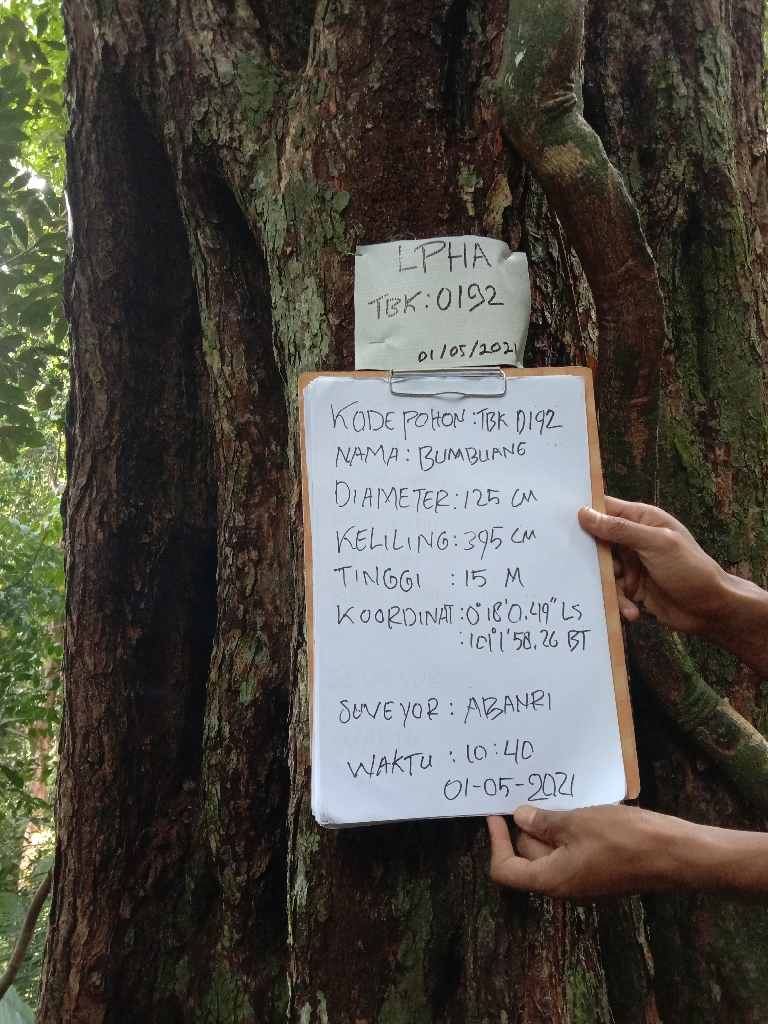 LPHA
TBK: 0192
01/05/2021
KODE POHON : TBK 0192
NAMA : BUMBUANG
DIAMETER : 125 CM
KELILING : 395 CM
TINGGI : 15 M
KOORDINAT : 0°18'0.49" LS
: 101°1'58.26 BT
SUVEYOR : ABANRI
WAKTU : 10:40
01-05-2021